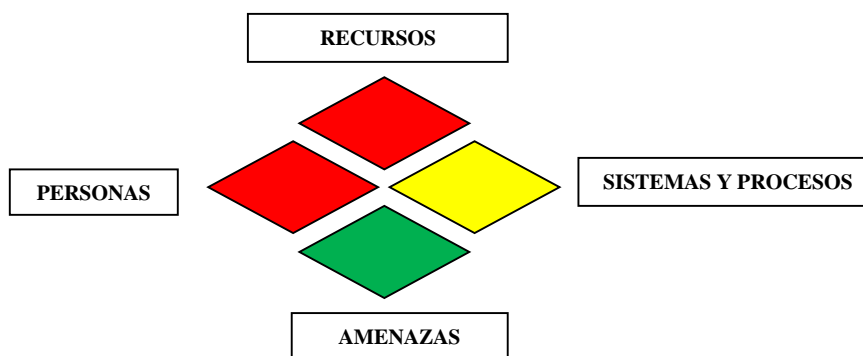 RECURSOS
PERSONAS
SISTEMAS Y PROCESOS
AMENAZAS